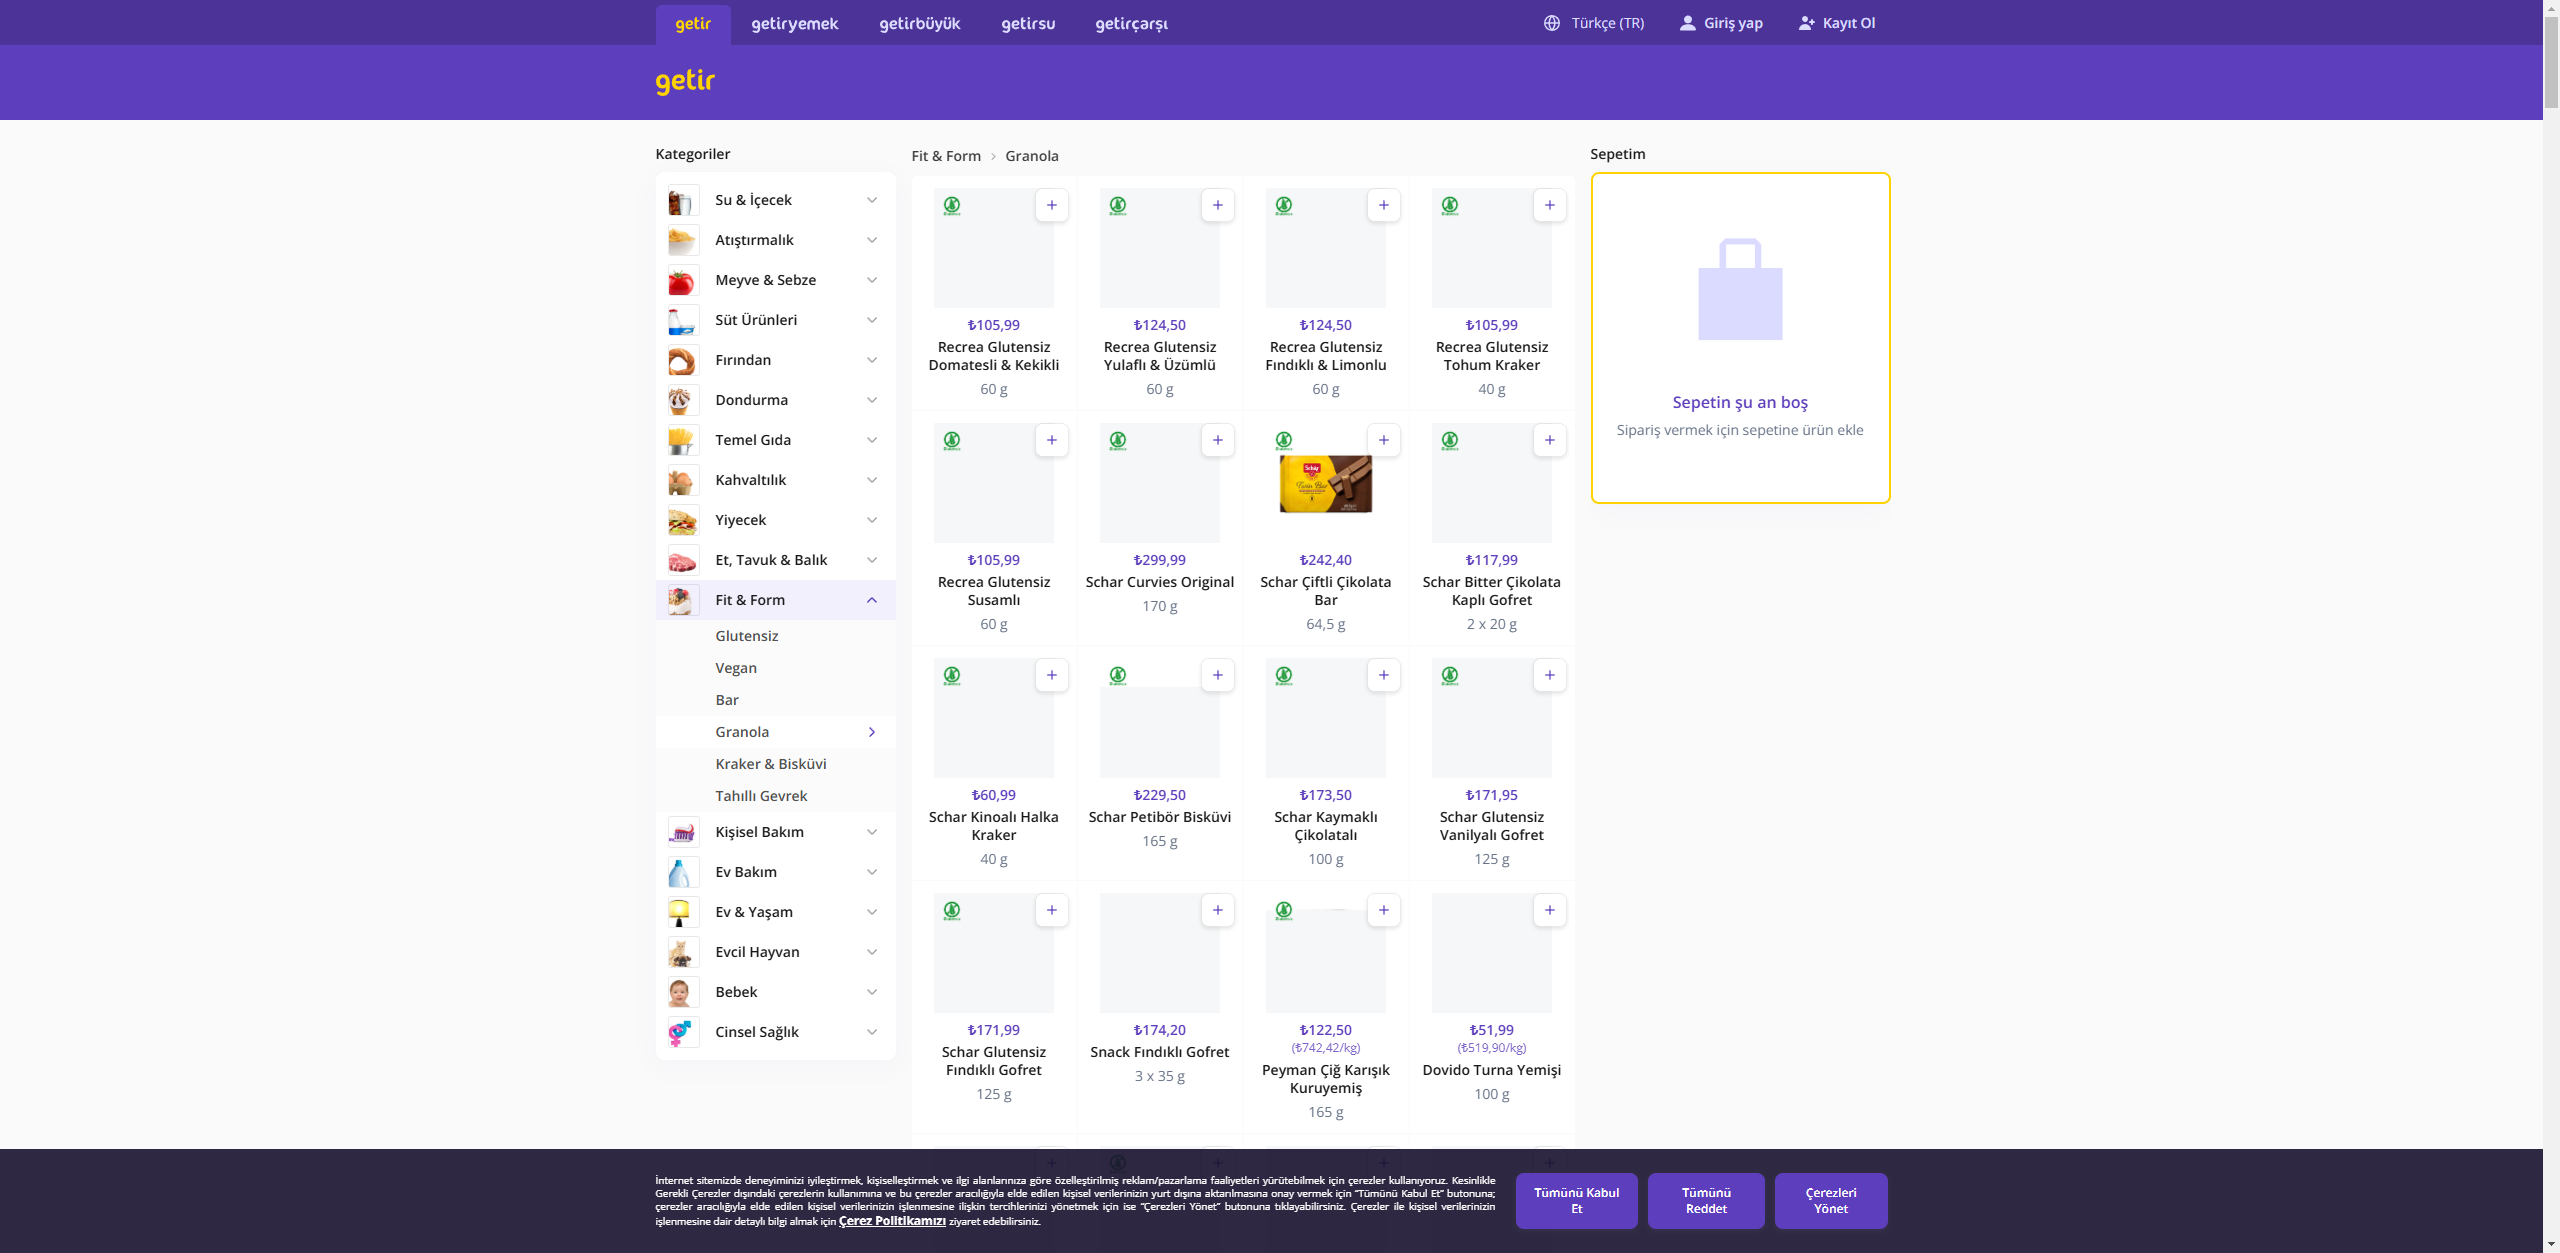 getir
getiryemek
getirbüyük
getirsu
getirçarşı
Türkçe (TR)
Giriş yap
Kayıt Ol
getir
Kategoriler
Su & İçecek
Atıştırmalık
Meyve & Sebze
Süt Ürünleri
Fırından
Dondurma
Temel Gıda
Kahvaltılık
Yiyecek
Et, Tavuk & Balık
Fit & Form
Glutensiz
Vegan
Bar
Granola
Kraker & Bisküvi
Tahıllı Gevrek
Kişisel Bakım
Ev Bakım
Ev & Yaşam
Evcil Hayvan
Bebek
Cinsel Sağlık
Fit & Form > Granola
₺105,99
Recrea Glutensiz
Domatesli & Kekikli
60 g
₺124,50
Recrea Glutensiz
Yulaflı & Üzümlü
60 g
₺124,50
Recrea Glutensiz
Fındıklı & Limonlu
60 g
₺105,99
Recrea Glutensiz
Tohum Kraker
40 g
₺105,99
Recrea Glutensiz
Susamlı
60 g
₺299,99
Schar Curvies Original
170 g
Schär
Twin Bar
₺242,40
Schar Çiftli Çikolata
Bar
64,5 g
₺117,99
Schar Bitter Çikolata
Kaplı Gofret
2 x 20 g
₺60,99
Schar Kinoalı Halka
Kraker
40 g
₺229,50
Schar Petibör Bisküvi
165 g
₺173,50
Schar Kaymaklı
Çikolatalı
100 g
₺171,95
Schar Glutensiz
Vanilyalı Gofret
125 g
₺171,99
Schar Glutensiz
Fındıklı Gofret
125 g
₺174,20
Snack Fındıklı Gofret
3 x 35 g
₺122,50
(₺742,42/kg)
Peyman Çiğ Karışık
Kuruyemiş
165 g
₺51,99
(₺519,90/kg)
Dovido Turna Yemişi
100 g
Sepetim
Sepetin şu an boş
Sipariş vermek için sepetine ürün ekle
İnternet sitemizde deneyiminizi iyileştirmek, kişiselleştirmek ve ilgi alanlarınıza göre özelleştirilmiş reklam/pazarlama faaliyetleri yürütebilmek için çerezler kullanıyoruz. Kesinlikle
Gerekli Çerezler dışındaki çerezlerin kullanımına ve bu çerezler aracılığıyla elde edilen kişisel verilerinizin yurt dışına aktarılmasına onay vermek için "Tümünü Kabul Et" butonuna;
çerezler aracılığıyla elde edilen kişisel verilerinizin işlenmesine ilişkin tercihlerinizi yönetmek için ise "Çerezleri Yönet" butonuna tıklayabilirsiniz. Çerezler ile kişisel verilerinizin
işlenmesine dair detaylı bilgi almak için Çerez Politikamızı ziyaret edebilirsiniz.
Tümünü Kabul
Et
Tümünü
Reddet
Çerezleri
Yönet